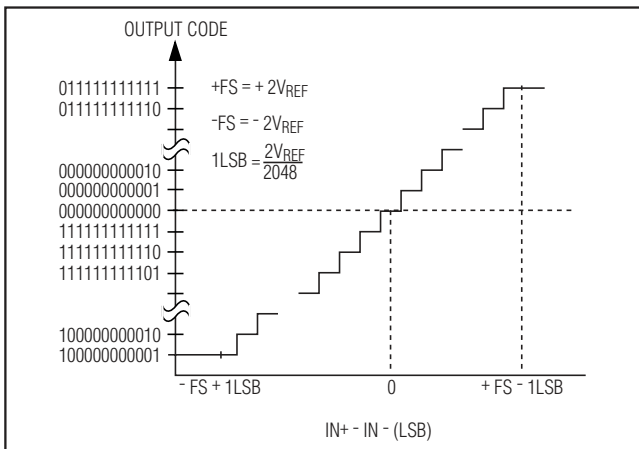 OUTPUT CODE
011111111111
011111111110
000000000010
000000000001
000000000000
111111111111
111111111110
111111111101
100000000010
100000000001
+FS = + 2VREF
-FS = - 2VREF
1LSB = 2VREF
2048
- FS + 1LSB
0
+ FS - 1LSB
IN+ - IN - (LSB)